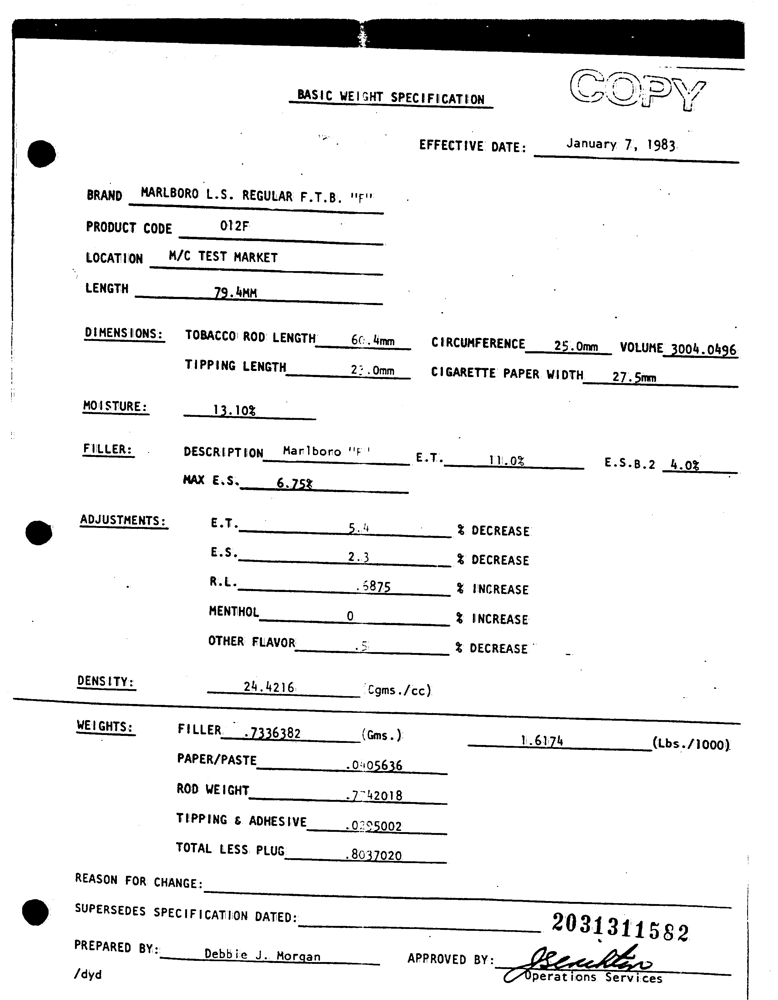 COPY
BASIC WEIGHT SPECIFICATION
EFFECTIVE DATE: January 7, 1983
BRAND MARLBORO L.S. REGULAR F.T.B. "F"
PRODUCT CODE 012F
LOCATION M/C TEST MARKET
LENGTH 79.4MM
DIMENSIONS: TOBACCO ROD LENGTH 60.4mm CIRCUMFERENCE 25.0mm VOLUME 3004.0496
TIPPING LENGTH .0mm CIGARETTE PAPER WIDTH 27.5mm
MOISTURE: 13.10%
FILLER: DESCRIPTION Marlboro "F" E.T. 11.0% E.S.B.2 4.0%
MAX E.S. 6.75%
ADJUSTMENTS: E.T. 5.4 % DECREASE
E.S. 2.3 % DECREASE
R.L. .6875 % INCREASE
MENTHOL 0 % INCREASE
OTHER FLAVOR .5 % DECREASE
DENSITY: 24.4216 (Cgms./cc)
WEIGHTS: FILLER .7336382 (Gms.) 1.6174 (Lbs./1000)
PAPER/PASTE .0405636
ROD WEIGHT .7742018
TIPPING & ADHESIVE .0295002
TOTAL LESS PLUG .8037020
REASON FOR CHANGE:
SUPERSEDES SPECIFICATION DATED:
2031311582
PREPARED BY: Debbie J. Morgan APPROVED BY:
/dyd Operations Services